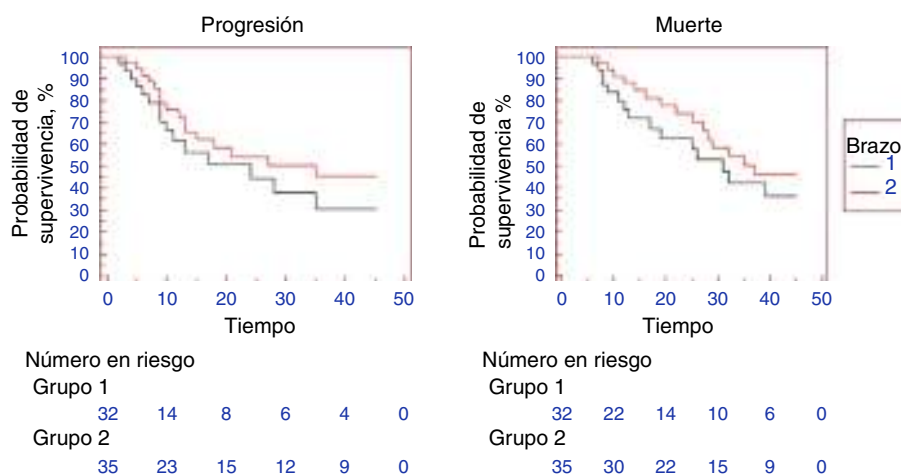 Progresión
Probabilidad de
supervivencia, %
100
90
80
70
60
50
40
30
20
10
0
0 10 20 30 40 50
Tiempo
Número en riesgo
Grupo 1
32 14 8 6 4 0
Grupo 2
35 23 15 12 9 0
Muerte
Probabilidad de
supervivencia %
100
90
80
70
60
50
40
30
20
10
0
0 10 20 30 40 50
Tiempo
Número en riesgo
Grupo 1
32 22 14 10 6 0
Grupo 2
35 30 22 15 9 0
Brazo
1
2